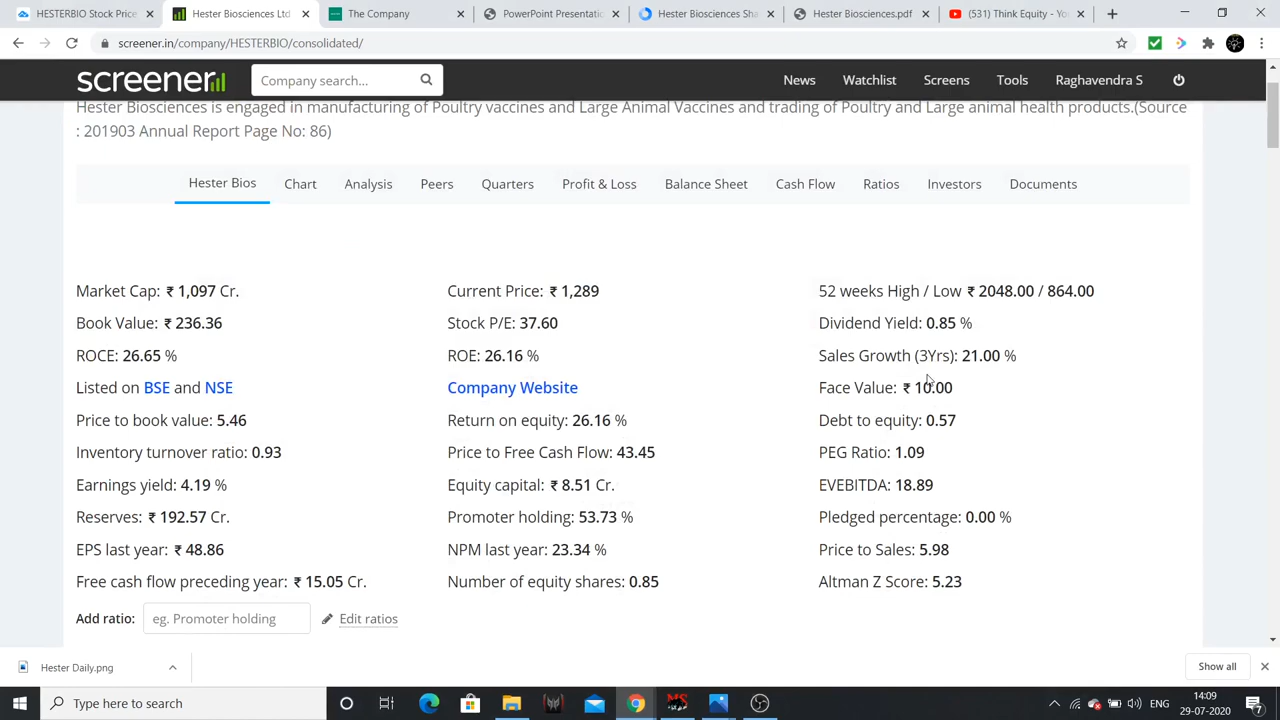 HESTERBIO Stock Price
Hester Biosciences Ltd
The Company
PowerPoint Presentatic
Hester Biosciences Sha
Hester Biosciences.pdf
(531) Think Equity - Yo
screener.in/company/HESTERBIO/consolidated/
screener
Company search...
News
Watchlist
Screens
Tools
Raghavendra S
Hester Biosciences is engaged in manufacturing of Poultry vaccines and Large Animal Vaccines and trading of Poultry and Large animal health products.(Source
: 201903 Annual Report Page No: 86)
Hester Bios
Chart
Analysis
Peers
Quarters
Profit & Loss
Balance Sheet
Cash Flow
Ratios
Investors
Documents
Market Cap: ₹ 1,097 Cr.
Current Price: ₹ 1,289
52 weeks High / Low ₹ 2048.00 / 864.00
Book Value: ₹ 236.36
Stock P/E: 37.60
Dividend Yield: 0.85 %
ROCE: 26.65 %
ROE: 26.16 %
Sales Growth (3Yrs): 21.00 %
Listed on BSE and NSE
Company Website
Face Value: ₹ 10.00
Price to book value: 5.46
Return on equity: 26.16 %
Debt to equity: 0.57
Inventory turnover ratio: 0.93
Price to Free Cash Flow: 43.45
PEG Ratio: 1.09
Earnings yield: 4.19 %
Equity capital: ₹ 8.51 Cr.
EVEBITDA: 18.89
Reserves: ₹ 192.57 Cr.
Promoter holding: 53.73 %
Pledged percentage: 0.00 %
EPS last year: ₹ 48.86
NPM last year: 23.34 %
Price to Sales: 5.98
Free cash flow preceding year: ₹ 15.05 Cr.
Number of equity shares: 0.85
Altman Z Score: 5.23
Add ratio:
eg. Promoter holding
Edit ratios
Hester Daily.png
Show all
Type here to search
ENG
14:09
29-07-2020
7